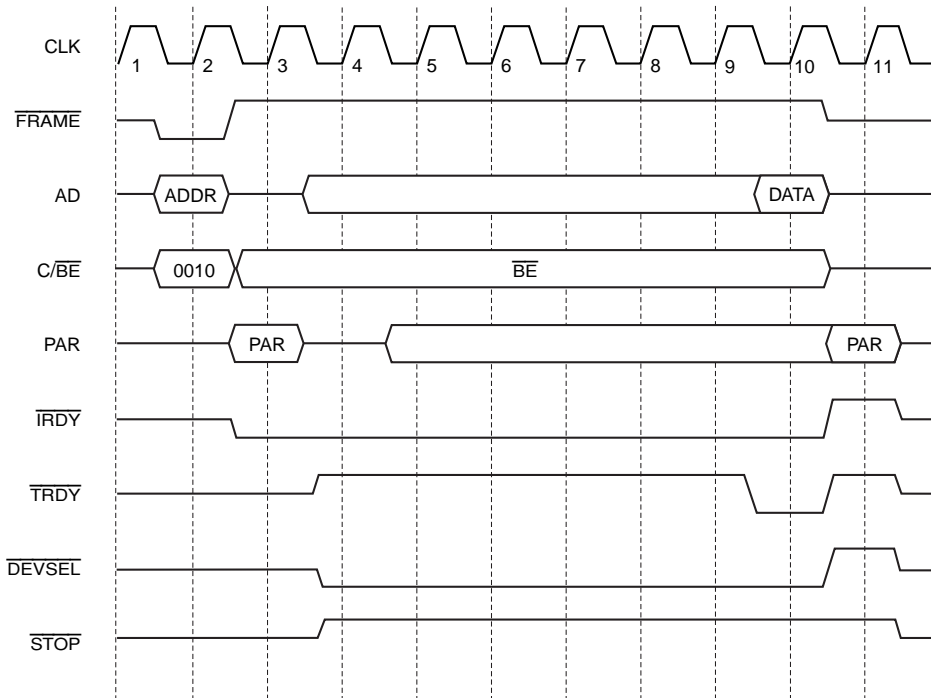 CLK
1 2 3 4 5 6 7 8 9 10 11
FRAME
AD
ADDR
DATA
C/BE
0010
BE
PAR
PAR
PAR
IRDY
TRDY
DEVSEL
STOP